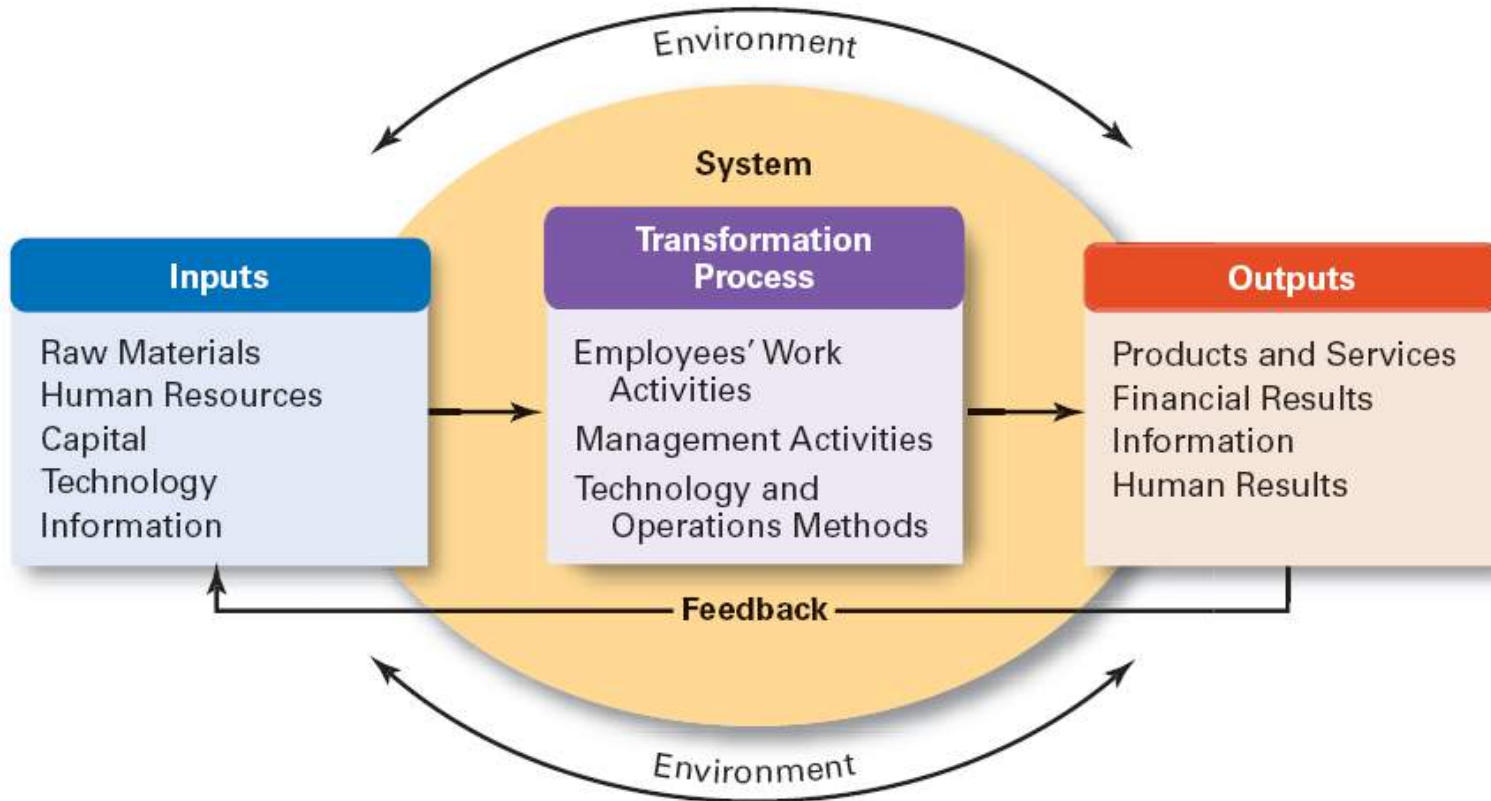 Environment
System
Inputs
Raw Materials
Human Resources
Capital
Technology
Information
Transformation
Process
Employees’ Work
Activities
Management Activities
Technology and
Operations Methods
Outputs
Products and Services
Financial Results
Information
Human Results
Feedback
Environment